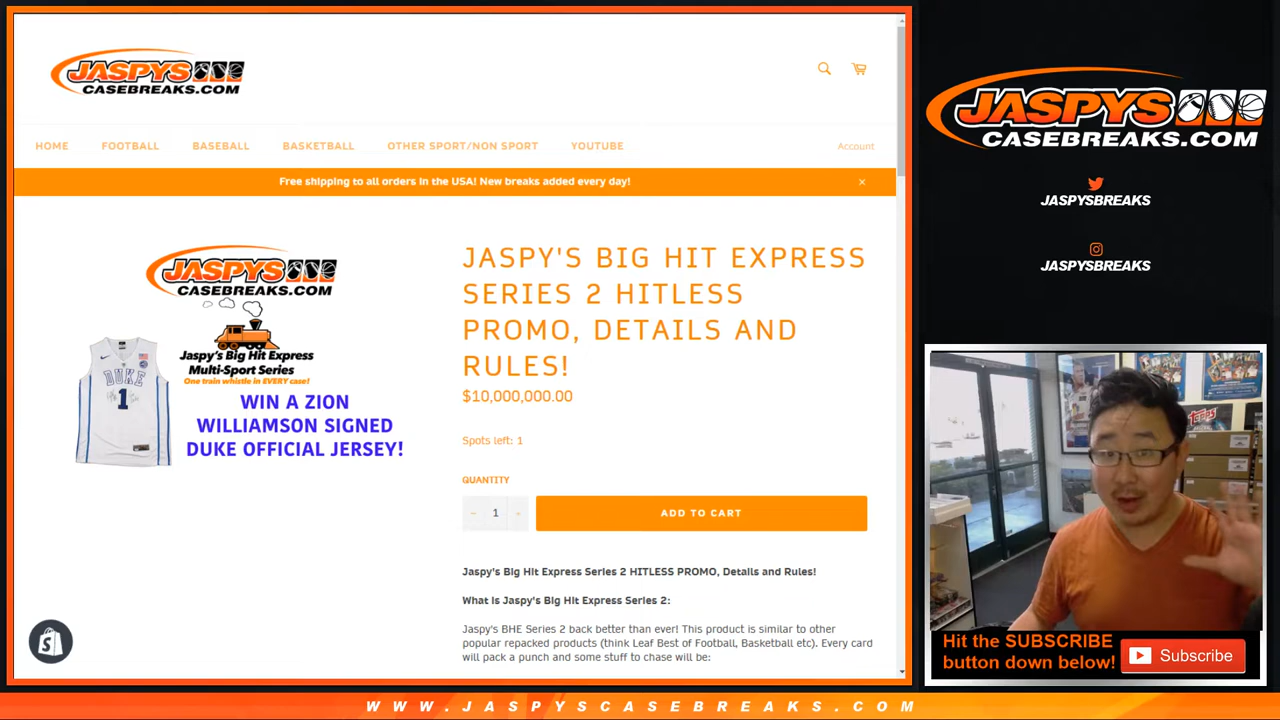 JASPYS
CASEBREAKS.COM
HOME FOOTBALL BASEBALL BASKETBALL OTHER SPORT/NON SPORT YOUTUBE Account
Free shipping to all orders in the USA! New breaks added every day! ×
JASPYS
CASEBREAKS.COM
Jaspy's Big Hit Express
Multi-Sport Series
One train whistle in EVERY case!
DUKE
1
WIN A ZION
WILLIAMSON SIGNED
DUKE OFFICIAL JERSEY!
JASPY'S BIG HIT EXPRESS
SERIES 2 HITLESS
PROMO, DETAILS AND
RULES!
$10,000,000.00
Spots left: 1
QUANTITY
− 1 +
ADD TO CART
Jaspy's Big Hit Express Series 2 HITLESS PROMO, Details and Rules!
What is Jaspy's Big Hit Express Series 2:
Jaspy's BHE Series 2 back better than ever! This product is similar to other
popular repacked products (think Leaf Best of Football, Basketball etc). Every card
will pack a punch and some stuff to chase will be:
JASPYS
CASEBREAKS.COM
JASPYSBREAKS
JASPYSBREAKS
topps
Hit the SUBSCRIBE
button down below!
Subscribe
WWW.JASPYSCASEBREAKS.COM